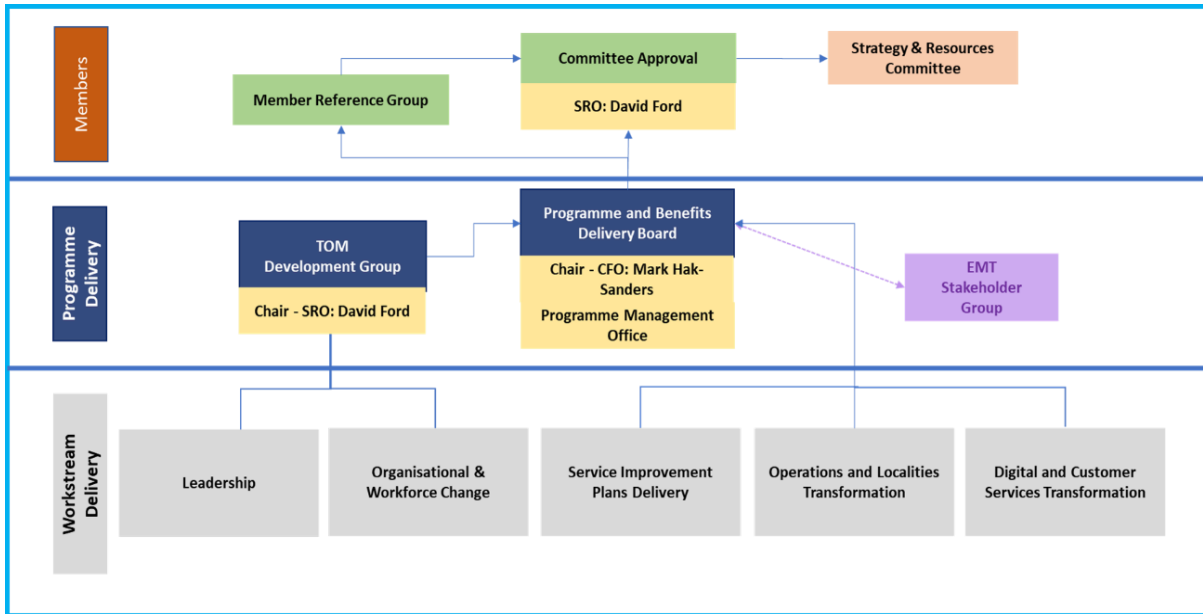 Members
Member Reference Group
Committee Approval
SRO: David Ford
Strategy & Resources
Committee
Programme
Delivery
TOM
Development Group
Chair - SRO: David Ford
Programme and Benefits
Delivery Board
Chair - CFO: Mark Hak-
Sanders
Programme Management
Office
EMT
Stakeholder
Group
Workstream
Delivery
Leadership
Organisational &
Workforce Change
Service Improvement
Plans Delivery
Operations and Localities
Transformation
Digital and Customer
Services Transformation